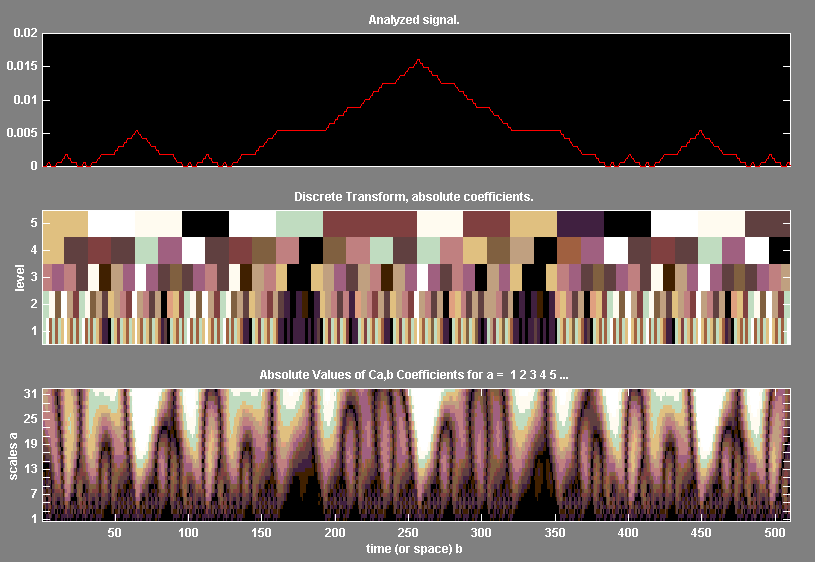 Analyzed signal.
0.02
0.015
0.01
0.005
0
Discrete Transform, absolute coefficients.
5
4
3
2
1
level
Absolute Values of Ca,b Coefficients for a = 1 2 3 4 5 ...
31
25
19
13
7
1
scales a
50 100 150 200 250 300 350 400 450 500
time (or space) b